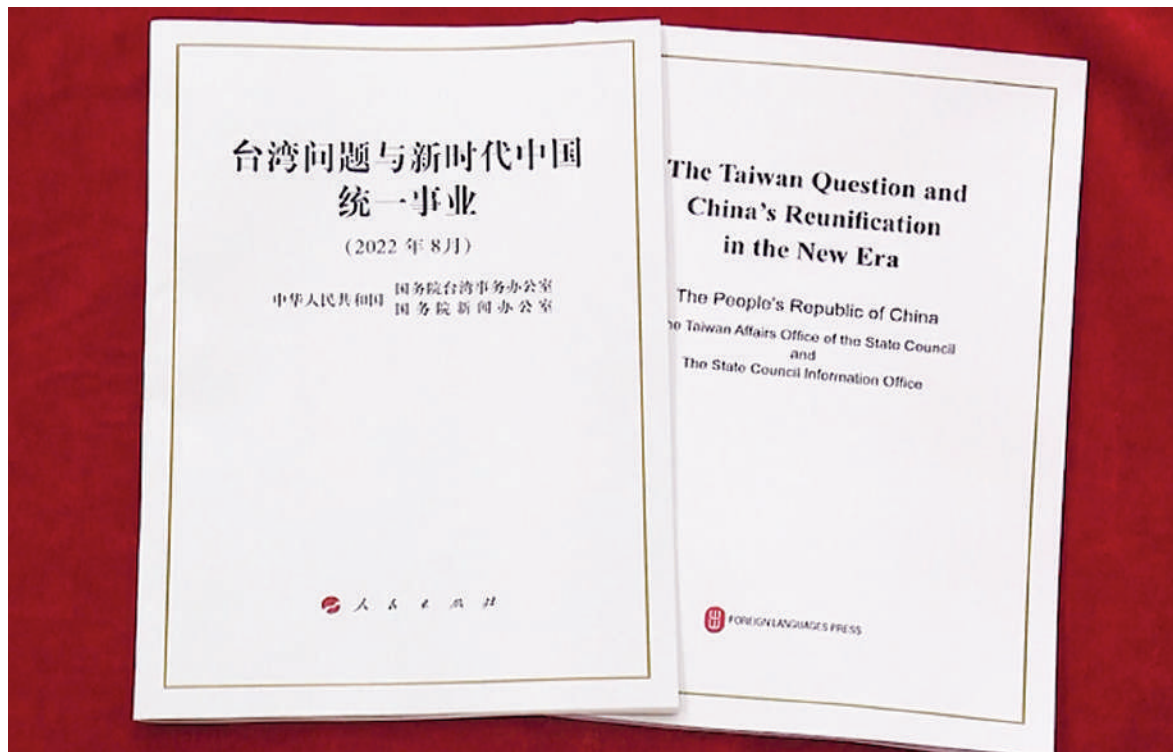 台湾问题与新时代中国
统一事业
(2022 年 8月)
中华人民共和国
国务院台湾事务办公室
国务院新闻办公室
人民出版社
The Taiwan Question and
China's Reunification
in the New Era
The People's Republic of China
Taiwan Affairs Office of the State Council
and
The State Council Information Office
FOREIGN LANGUAGES PRESS